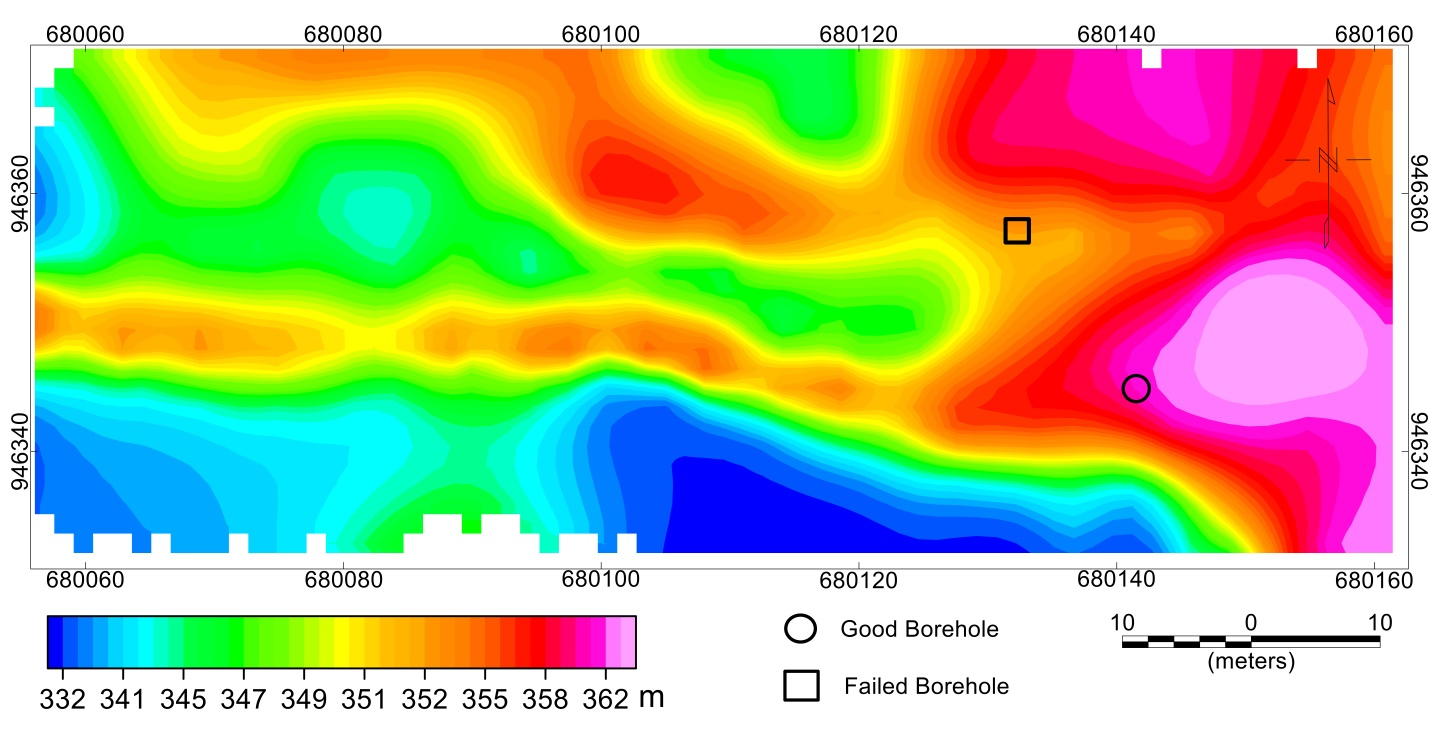 680060 680080 680100 680120 680140 680160
946360 946360
946340 946340
N
680060 680080 680100 680120 680140 680160
332 341 345 347 349 351 352 355 358 362 m
Good Borehole
Failed Borehole
10 0 10
(meters)